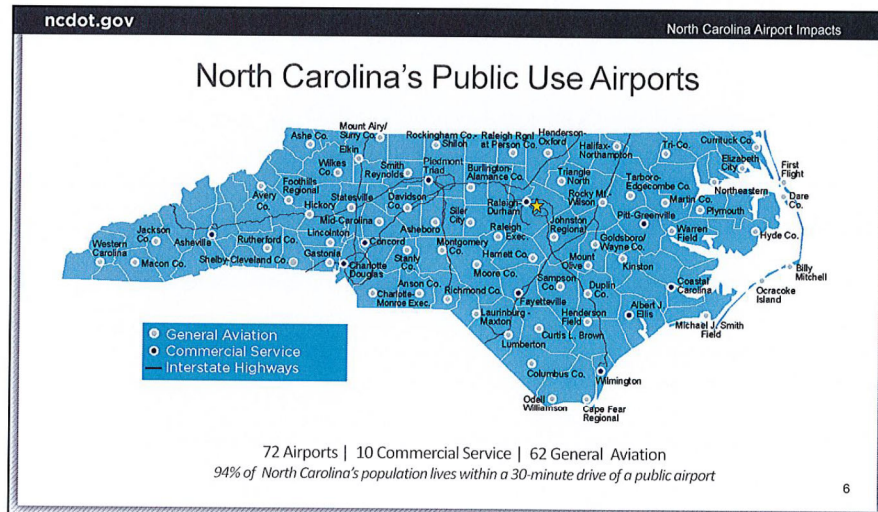 ncdot.gov
North Carolina Airport Impacts
North Carolina's Public Use Airports
Ashe Co.
Mount Airy/
Surry Co.
Elkin
Wilkes
Co.
Rockingham Co.-
Shiloh
Smith
Reynolds
Piedmont
Triad
Raleigh Rgnl
at Person Co.
Henderson-
Oxford
Burlington-
Alamance Co.
Halifax-
Northampton
Triangle
North
Tri-Co.
Currituck Co.
Elizabeth
City
First
Flight
Northeastern
Dare
Co.
Tarboro-
Edgecombe Co.
Rocky Mt -
Wilson
Martin Co.
Plymouth
Pitt-Greenville
Warren
Field
Hyde Co.
Foothills
Regional
Avery
Co.
Hickory
Statesville
Davidson
Co.
Mid-Carolina
Lincolnton
Asheboro
Siler
City
Raleigh-
Durham
Raleigh
Exec.
Johnston
Regional
Goldsboro/
Wayne Co.
Kinston
Jackson
Co.
Asheville
Western
Carolina
Macon Co.
Rutherford Co.
Shelby-Cleveland Co.
Gastonia
Concord
Charlotte
Douglas
Stanly
Co.
Montgomery
Co.
Harnett Co.
Moore Co.
Mount
Olive
Sampson
Co.
Duplin
Co.
Coastal
Carolina
Billy
Mitchell
Ocracoke
Island
Anson Co.
Charlotte-
Monroe Exec.
Richmond Co.
Fayetteville
Albert J.
Ellis
Michael J. Smith
Field
Laurinburg -
Maxton
Henderson
Field
Curtis L. Brown
Lumberton
Columbus Co.
Wilmington
Odell
Williamson
Cape Fear
Regional
General Aviation
Commercial Service
Interstate Highways
72 Airports | 10 Commercial Service | 62 General Aviation
94% of North Carolina's population lives within a 30-minute drive of a public airport
6